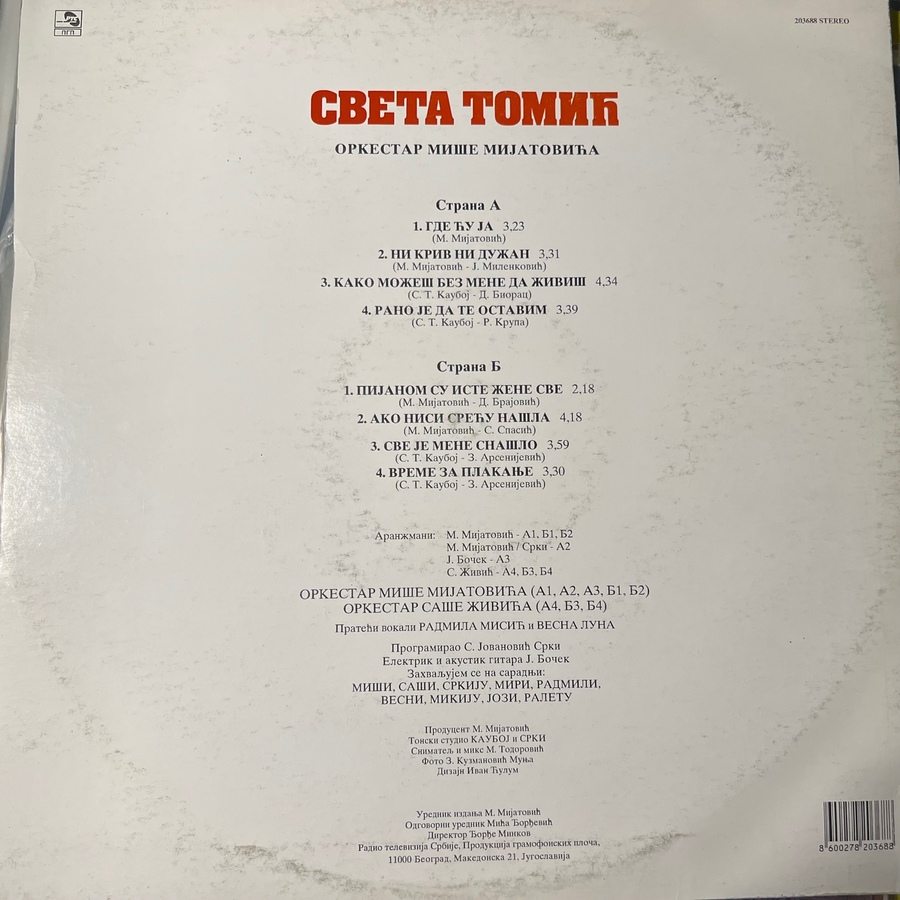 РТС
ПГП
203688 STEREO
СВЕТА ТОМИЋ
ОРКЕСТАР МИШЕ МИЈАТОВИЋА
Страна А
1. ГДЕ ЋУ ЈА 3,23
(М. Мијатовић)
2. НИ КРИВ НИ ДУЖАН 3,31
(М. Мијатовић - Ј. Миленковић)
3. КАКО МОЖЕШ БЕЗ МЕНЕ ДА ЖИВИШ 4,34
(С. Т. Каубој - Д. Биорац)
4. РАНО ЈЕ ДА ТЕ ОСТАВИМ 3,39
(С. Т. Каубој - Р. Крупа)
Страна Б
1. ПИЈАНОМ СУ ИСТЕ ЖЕНЕ СВЕ 2,18
(М. Мијатовић - Д. Брајовић)
2. АКО НИСИ СРЕЋУ НАШЛА 4,18
(М. Мијатовић - С. Спасић)
3. СВЕ ЈЕ МЕНЕ СНАШЛО 3,59
(С. Т. Каубој - З. Арсенијевић)
4. ВРЕМЕ ЗА ПЛАКАЊЕ 3,30
(С. Т. Каубој - З. Арсенијевић)
Аранжмани: М. Мијатовић - А1, Б1, Б2
М. Мијатовић / Срки - А2
Ј. Бочек - А3
С. Живић - А4, Б3, Б4
ОРКЕСТАР МИШЕ МИЈАТОВИЋА (А1, А2, А3, Б1, Б2)
ОРКЕСТАР САШЕ ЖИВИЋА (А4, Б3, Б4)
Пратећи вокали РАДМИЛА МИСИЋ и ВЕСНА ЛУНА
Програмирао С. Јовановић Срки
Електрик и акустик гитара Ј. Бочек
Захваљујем се на сарадњи:
МИШИ, САШИ, СРКИЈУ, МИРИ, РАДМИЛИ,
ВЕСНИ, МИКИЈУ, ЈОЗИ, РАЛЕТУ
Продуцент М. Мијатовић
Тонски студио КАУБОЈ и СРКИ
Сниматељ и микс М. Тодоровић
Фото З. Кузмановић Муња
Дизајн Иван Ћулум
Уредник издања М. Мијатовић
Одговорни уредник Мића Ђорђевић
Директор Ђорђе Минков
Радио телевизија Србије, Продукција грамофонских плоча,
11000 Београд, Македонска 21, Југославија
8 600278 203688